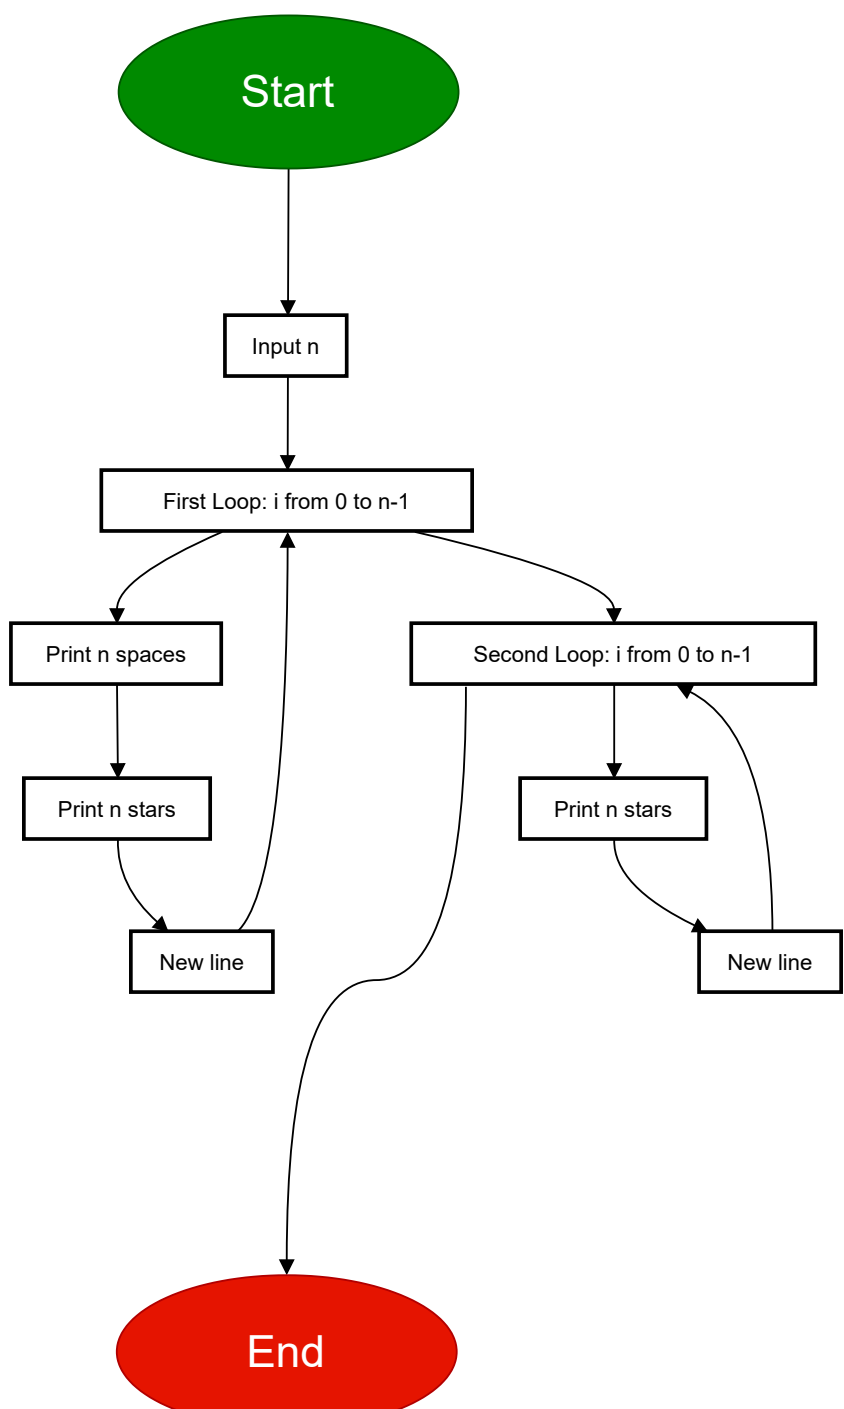 Start
Input n
First Loop: i from 0 to n-1
Print n spaces
Second Loop: i from 0 to n-1
Print n stars
Print n stars
New line
New line
End